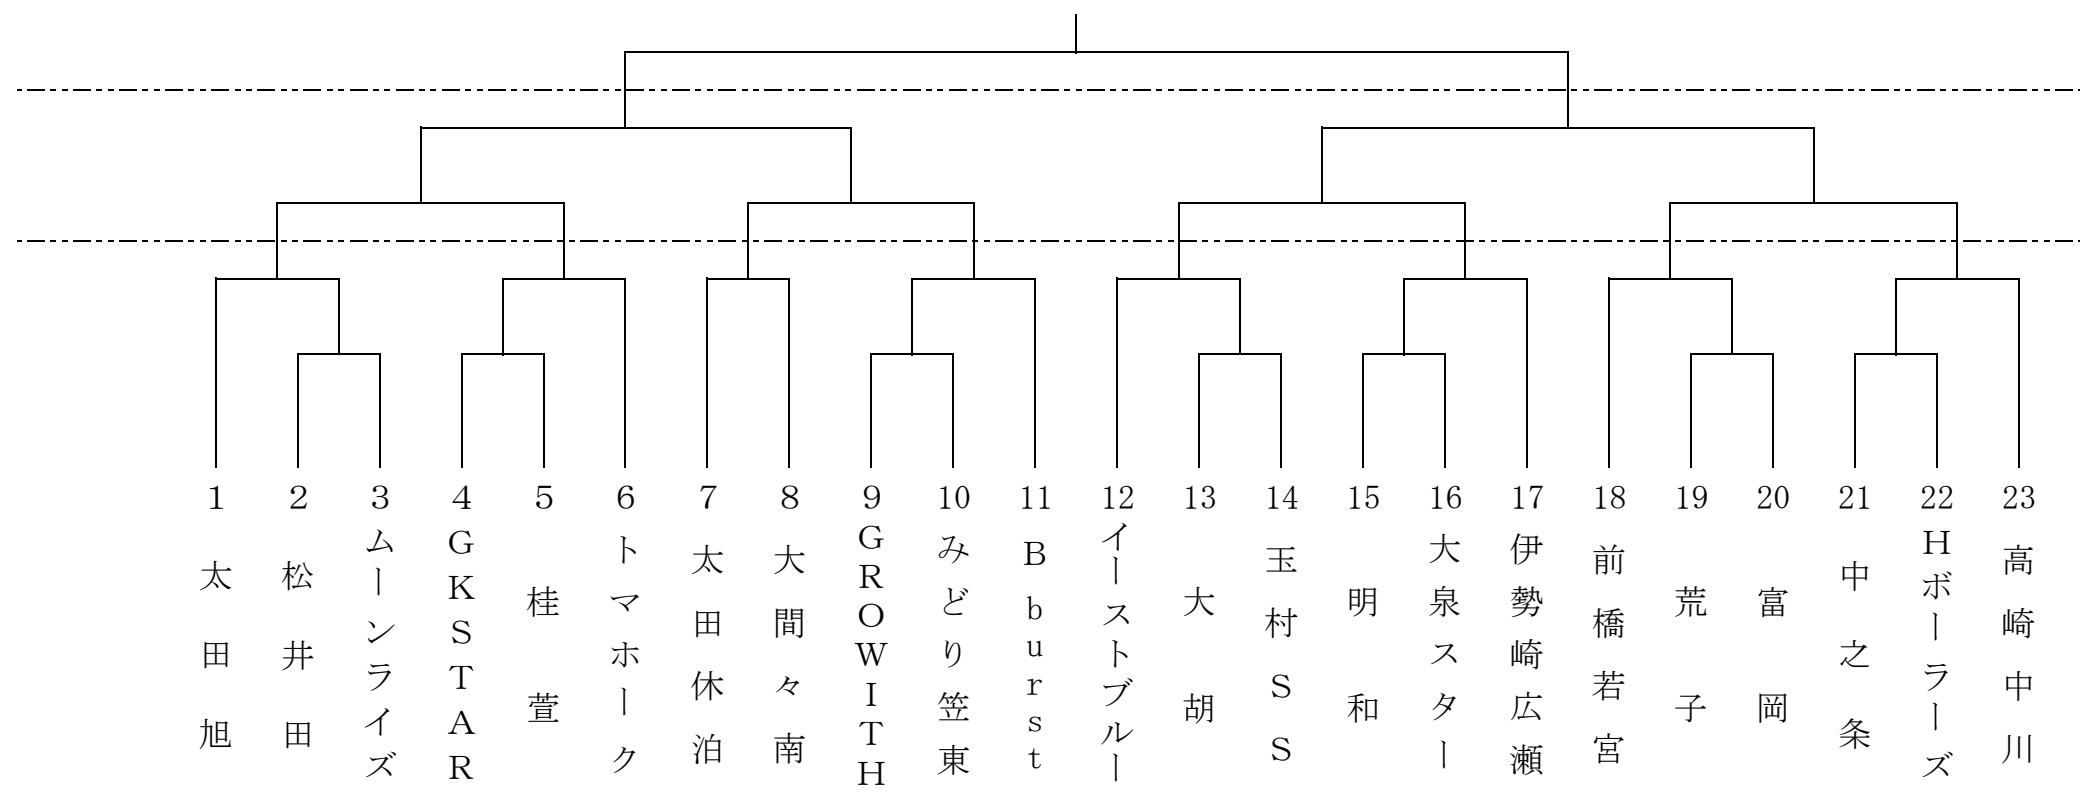 1 2 3 4 5 6 7 8 9 10 11 12 13 14 15 16 17 18 19 20 21 22 23
太田旭
松井田
ムーンライズ
GKSTAR
桂萱
トマホーク
太田休泊
大間々南
GROWITH
みどり笠東
B burst
イーストブルー
大胡
玉村SS
明和
大泉スター
伊勢崎広瀬
前橋若宮
荒子
富岡
中之条
Hボーラーズ
高崎中川